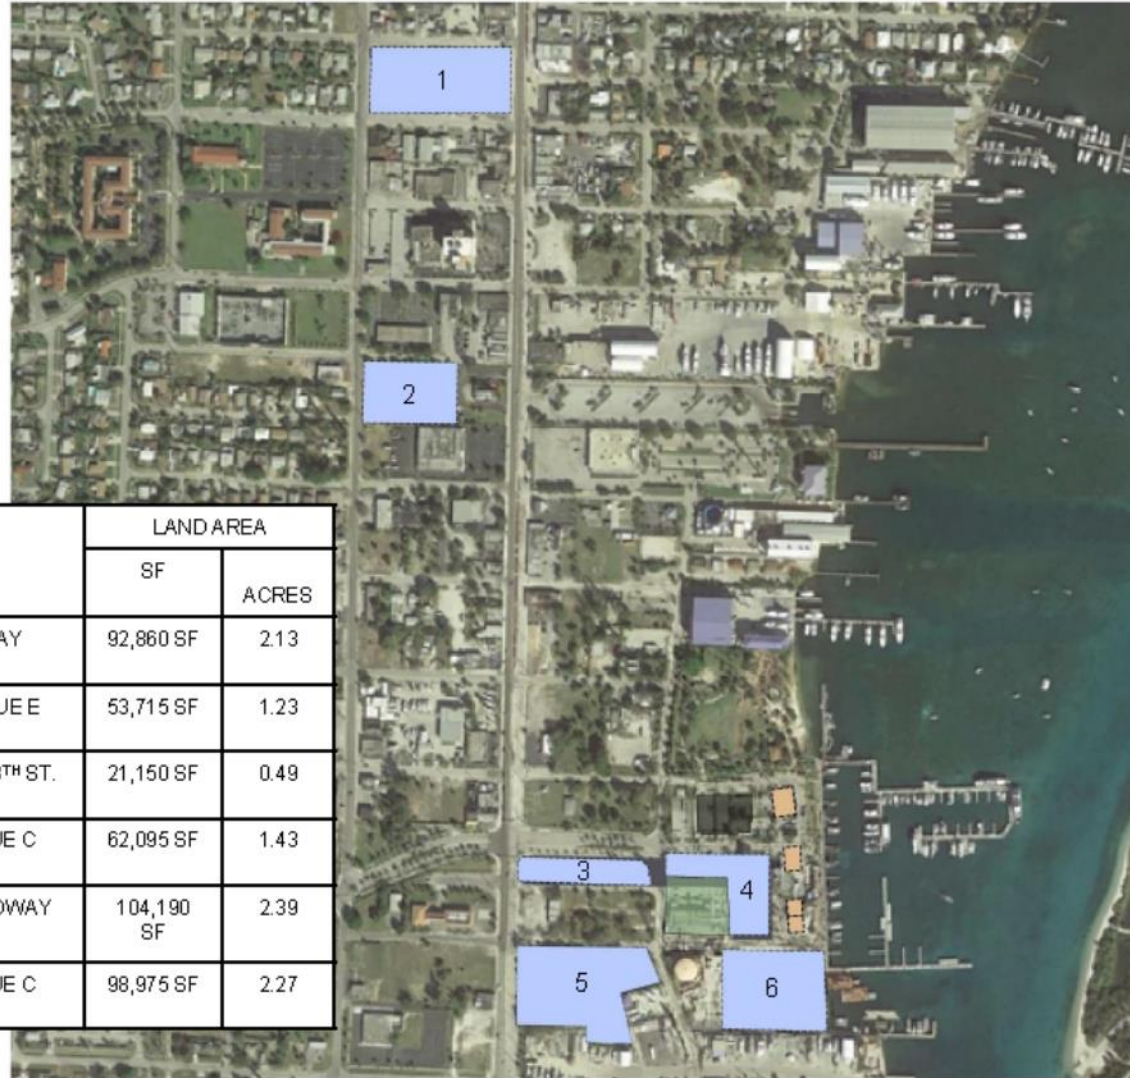 1
2
LAND AREA
SF
ACRES
AY
92,860 SF
2.13
UE E
53,715 SF
1.23
TH ST.
21,150 SF
0.49
UE C
62,095 SF
1.43
DWAY
104,190
SF
2.39
UE C
98,975 SF
2.27
3
4
5
6